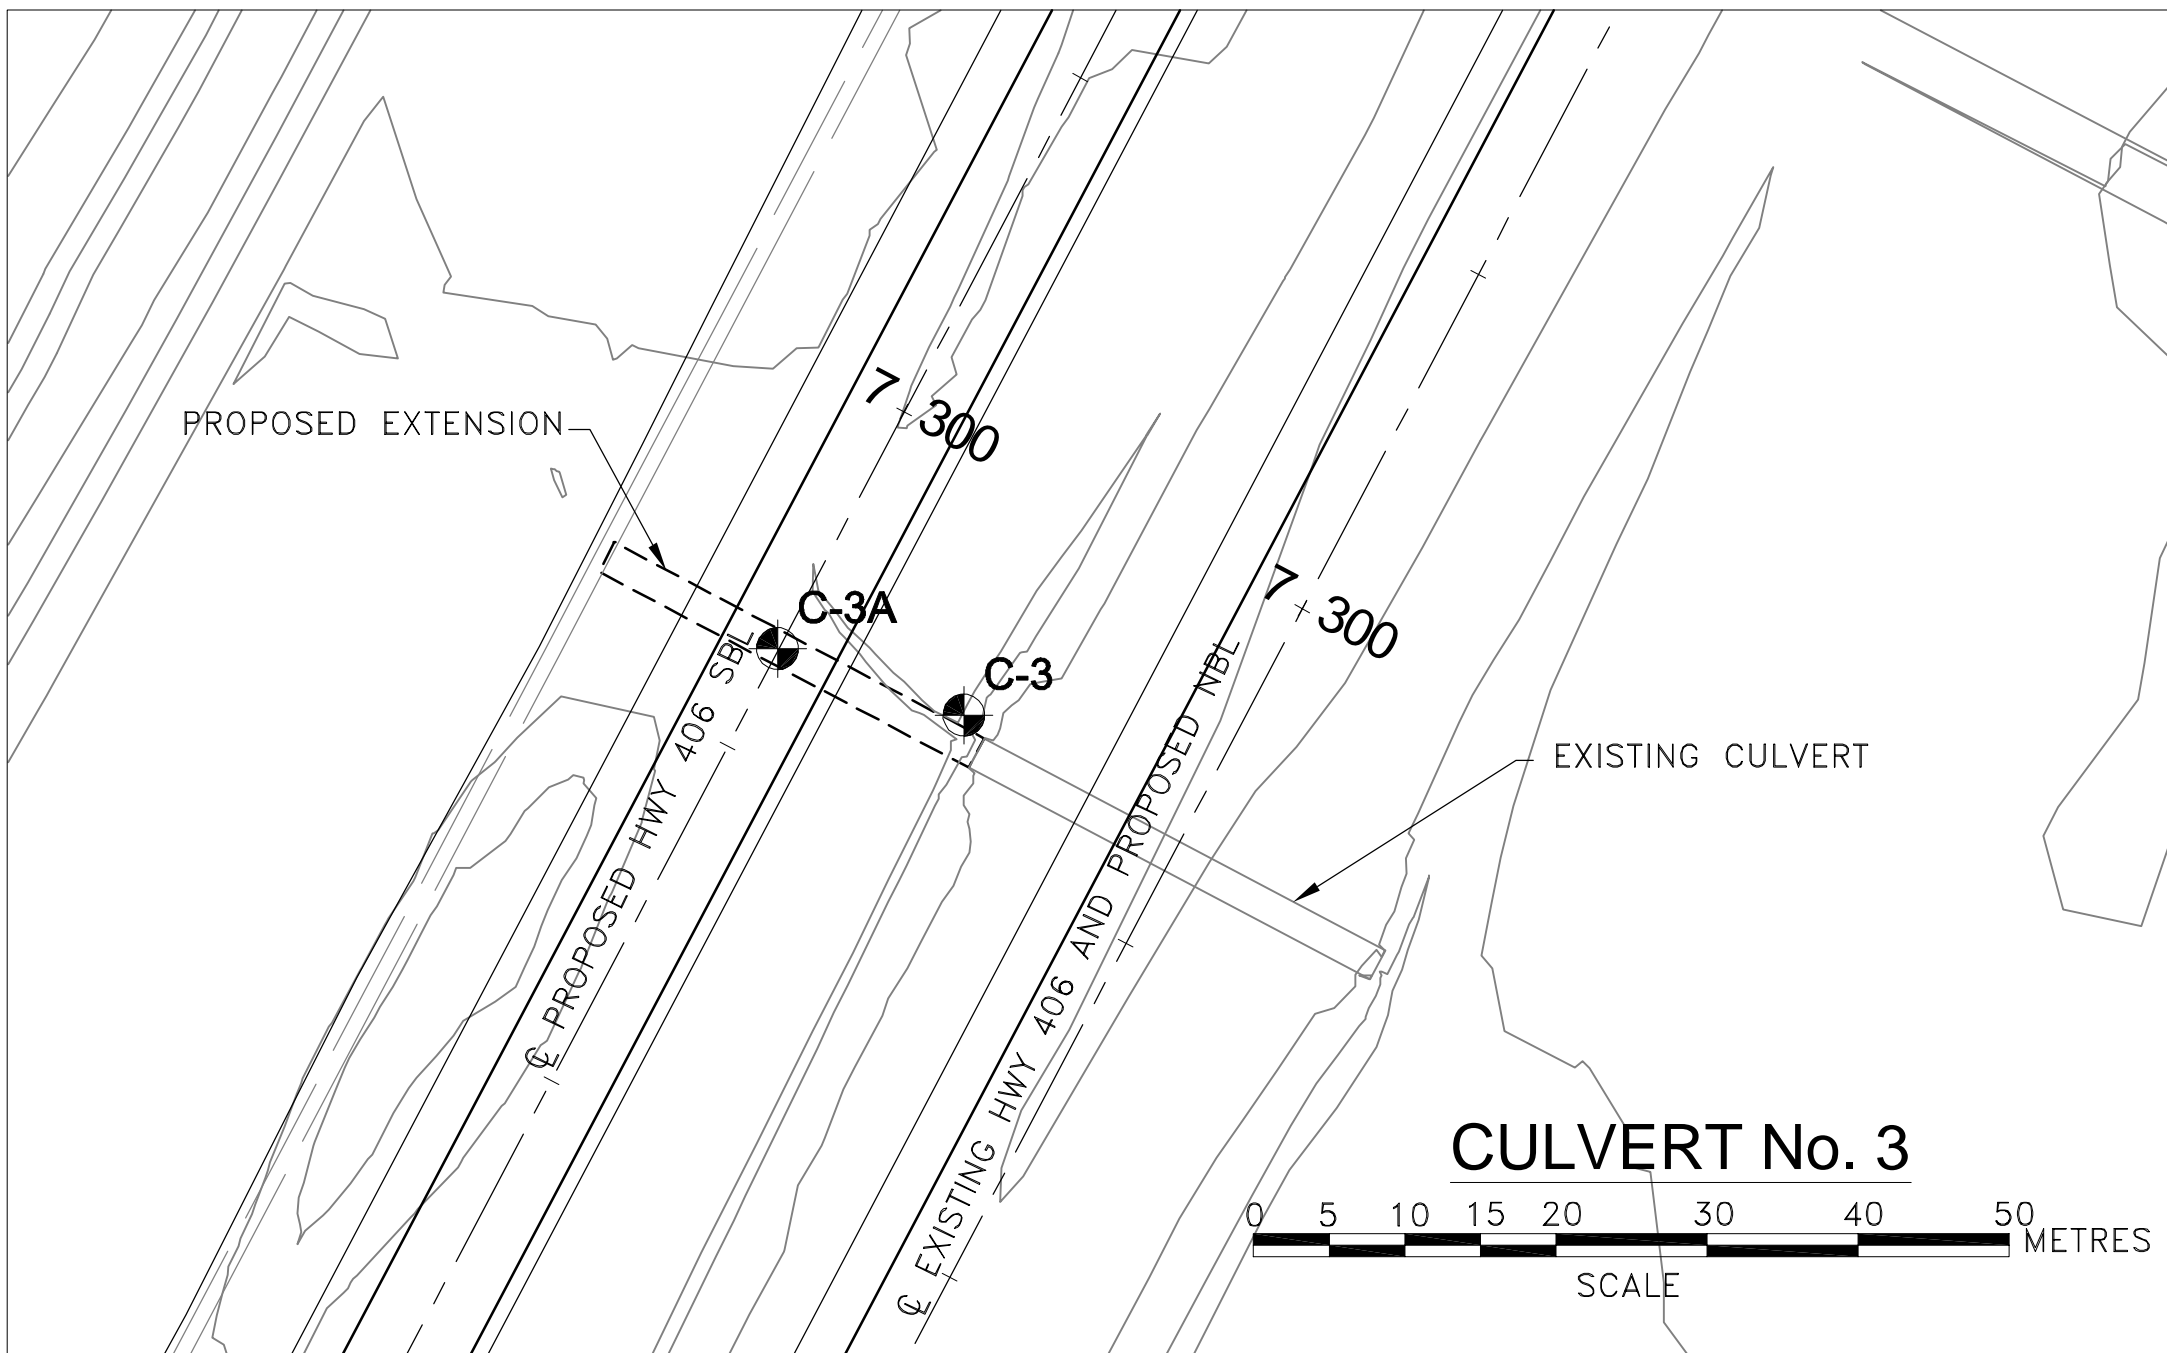 7+300
PROPOSED EXTENSION
7+300
C-3A
C-3
EXISTING CULVERT
℄ PROPOSED HWY 406 SBL
℄ EXISTING HWY 406 AND PROPOSED NBL
CULVERT No. 3
0 5 10 15 20 30 40 50
METRES
SCALE